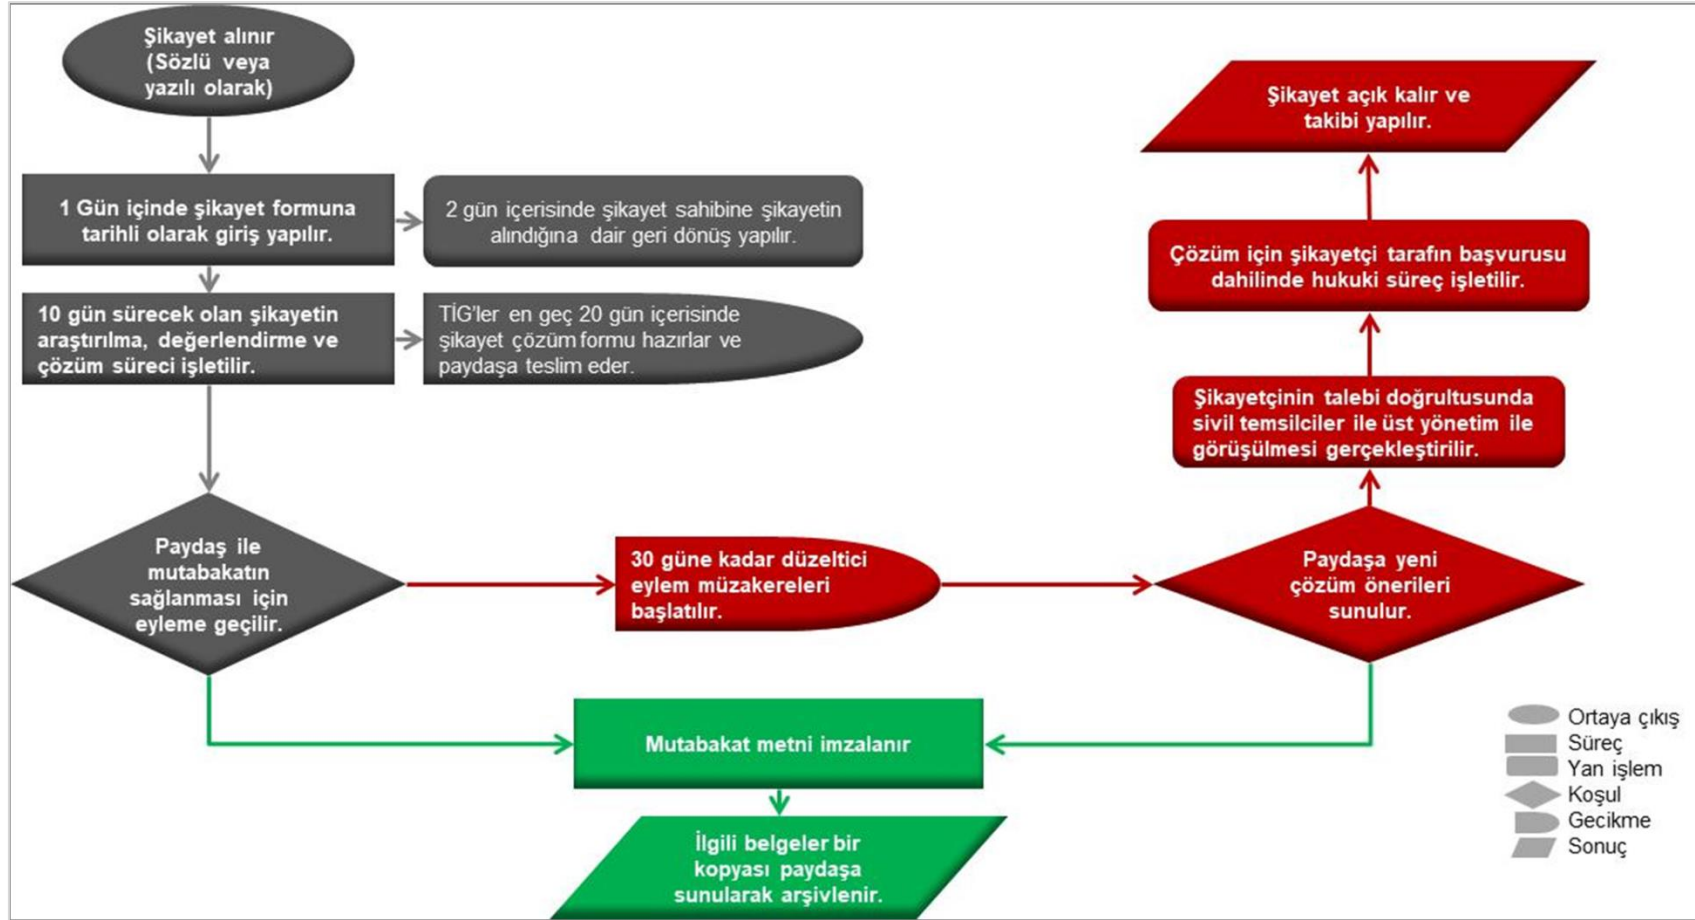 Şikayet alınır
(Sözlü veya
yazılı olarak)
1 Gün içinde şikayet formuna
tarihli olarak giriş yapılır.
2 gün içerisinde şikayet sahibine şikayetin
alındığına dair geri dönüş yapılır.
10 gün sürecek olan şikayetin
araştırılma, değerlendirme ve
çözüm süreci işletilir.
TİG'ler en geç 20 gün içerisinde
şikayet çözüm formu hazırlar ve
paydaşa teslim eder.
Paydaş ile
mutabakatın
sağlanması için
eyleme geçilir.
30 güne kadar düzeltici
eylem müzakereleri
başlatılır.
Paydaşa yeni
çözüm önerileri
sunulur.
Şikayetçinin talebi doğrultusunda
sivil temsilciler ile üst yönetim ile
görüşülmesi gerçekleştirilir.
Çözüm için şikayetçi tarafın başvurusu
dahilinde hukuki süreç işletilir.
Şikayet açık kalır ve
takibi yapılır.
Mutabakat metni imzalanır
İlgili belgeler bir
kopyası paydaşa
sunularak arşivlenir.
Ortaya çıkış
Süreç
Yan işlem
Koşul
Gecikme
Sonuç